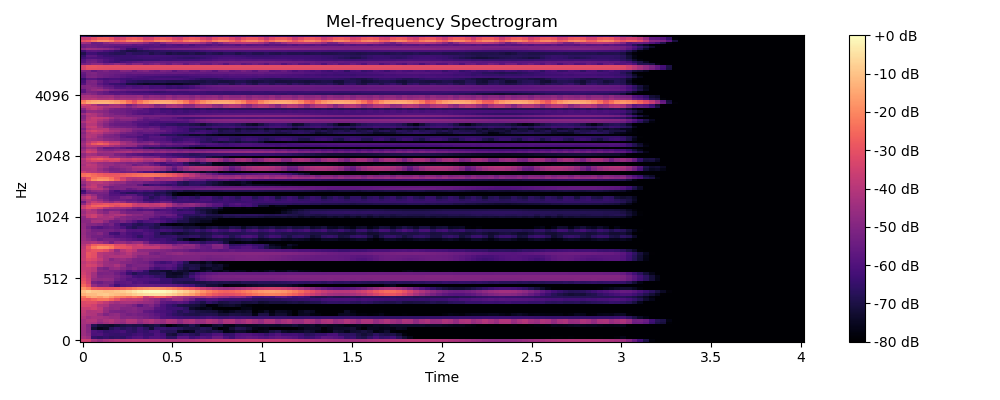 Mel-frequency Spectrogram
Hz
4096
2048
1024
512
0
0
0.5
1
1.5
2
2.5
3
3.5
4
Time
+0 dB
-10 dB
-20 dB
-30 dB
-40 dB
-50 dB
-60 dB
-70 dB
-80 dB